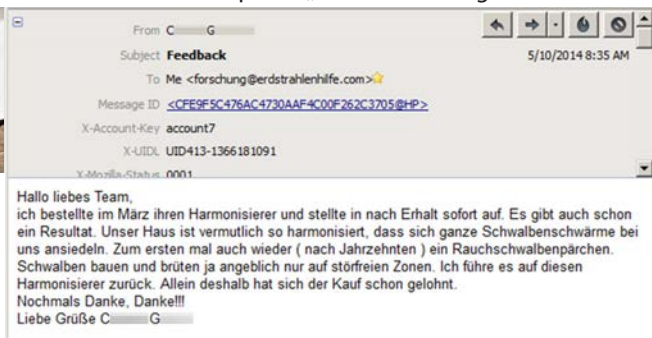 From C G
Subject Feedback 5/10/2014 8:35 AM
To Me <forschung@erdstrahlenhilfe.com>
Message ID <CFE9F5C476AC4730AAF4C00F262C3705@HP>
X-Account-Key account7
X-UIDL UID413-1366181091
X-Mozilla-Status 0001
Hallo liebes Team,
ich bestellte im März ihren Harmonisierer und stellte in nach Erhalt sofort auf. Es gibt auch schon
ein Resultat. Unser Haus ist vermutlich so harmonisiert, dass sich ganze Schwalbenschwärme bei
uns ansiedeln. Zum ersten mal auch wieder ( nach Jahrzehnten ) ein Rauchschwalbenpärchen.
Schwalben bauen und brüten ja angeblich nur auf störfreien Zonen. Ich führe es auf diesen
Harmonisierer zurück. Allein deshalb hat sich der Kauf schon gelohnt.
Nochmals Danke, Danke!!!
Liebe Grüße C G